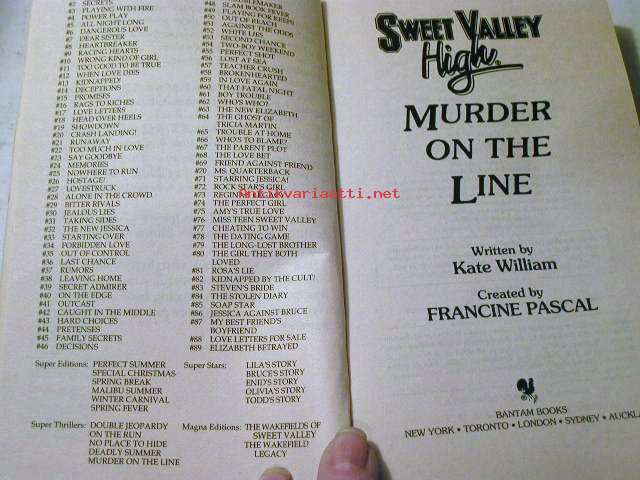 #2 SECRETS
#3 PLAYING WITH FIRE
#4 POWER PLAY
#5 ALL NIGHT LONG
#6 DANGEROUS LOVE
#7 DEAR SISTER
#8 HEARTBREAKER
#9 RACING HEARTS
#10 WRONG KIND OF GIRL
#11 TOO GOOD TO BE TRUE
#12 WHEN LOVE DIES
#13 KIDNAPPED!
#14 DECEPTIONS
#15 PROMISES
#16 RAGS TO RICHES
#17 LOVE LETTERS
#18 HEAD OVER HEELS
#19 SHOWDOWN
#20 CRASH LANDING!
#21 RUNAWAY
#22 TOO MUCH IN LOVE
#23 SAY GOODBYE
#24 MEMORIES
#25 NOWHERE TO RUN
#26 HOSTAGE!
#27 LOVESTRUCK
#28 ALONE IN THE CROWD
#29 BITTER RIVALS
#30 JEALOUS LIES
#31 TAKING SIDES
#32 THE NEW JESSICA
#33 STARTING OVER
#34 FORBIDDEN LOVE
#35 OUT OF CONTROL
#36 LAST CHANCE
#37 RUMORS
#38 LEAVING HOME
#39 SECRET ADMIRER
#40 ON THE EDGE
#41 OUTCAST
#42 CAUGHT IN THE MIDDLE
#43 HARD CHOICES
#44 PRETENSES
#45 FAMILY SECRETS
#46 DECISIONS
#48 SLAM BOOK FEVER
#49 PLAYING FOR KEEPS
#50 OUT OF REACH
#51 AGAINST THE ODDS
#52 WHITE LIES
#53 SECOND CHANCE
#54 TWO-BOY WEEKEND
#55 PERFECT SHOT
#56 LOST AT SEA
#57 TEACHER CRUSH
#58 BROKENHEARTED
#59 IN LOVE AGAIN
#60 THAT FATAL NIGHT
#61 BOY TROUBLE
#62 WHO'S WHO?
#63 THE NEW ELIZABETH
#64 THE GHOST OF
TRICIA MARTIN
#65 TROUBLE AT HOME
#66 WHO'S TO BLAME?
#67 THE PARENT PLOT
#68 THE LOVE BET
#69 FRIEND AGAINST FRIEND
#70 MS. QUARTERBACK
#71 STARRING JESSICA!
#72 ROCK STAR'S GIRL
#73 REGINA'S
#74 THE PERFECT GIRL
#75 AMY'S TRUE LOVE
#76 MISS TEEN SWEET VALLEY
#77 CHEATING TO WIN
#78 THE DATING GAME
#79 THE LONG-LOST BROTHER
#80 THE GIRL THEY BOTH
LOVED
#81 ROSA'S LIE
#82 KIDNAPPED BY THE CULT!
#83 STEVEN'S BRIDE
#84 THE STOLEN DIARY
#85 SOAP STAR
#86 JESSICA AGAINST BRUCE
#87 MY BEST FRIEND'S
BOYFRIEND
#88 LOVE LETTERS FOR SALE
#89 ELIZABETH BETRAYED
Super Editions: PERFECT SUMMER
SPECIAL CHRISTMAS
SPRING BREAK
MALIBU SUMMER
WINTER CARNIVAL
SPRING FEVER
Super Stars: LILA'S STORY
BRUCE'S STORY
ENID'S STORY
OLIVIA'S STORY
TODD'S STORY
Super Thrillers: DOUBLE JEOPARDY
ON THE RUN
NO PLACE TO HIDE
DEADLY SUMMER
MURDER ON THE LINE
Magna Editions: THE WAKEFIELDS OF
SWEET VALLEY
THE WAKEFIELD
LEGACY
Antikvariaatti.net
SWEET VALLEY
High®
MURDER
ON THE
LINE
Written by
Kate William
Created by
FRANCINE PASCAL
BANTAM BOOKS
NEW YORK • TORONTO • LONDON • SYDNEY • AUCKLA